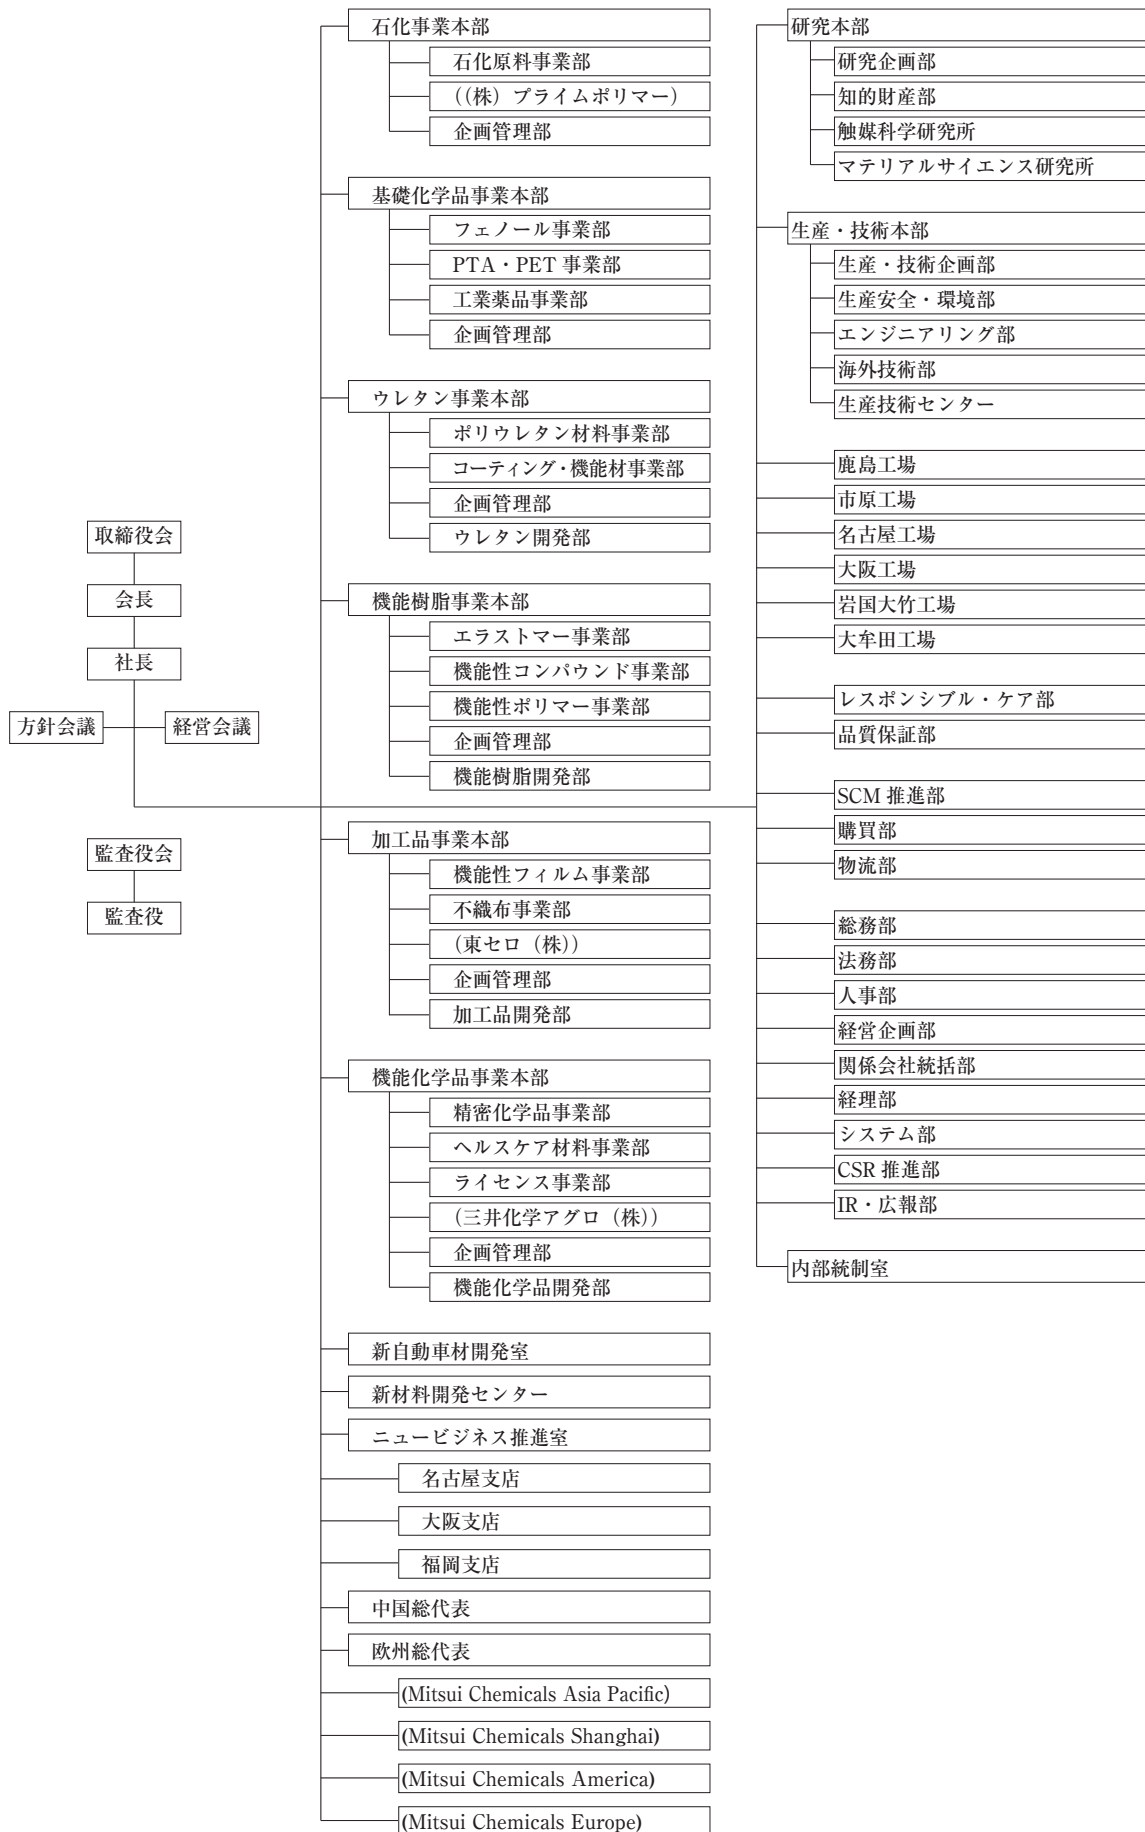 取締役会
会長
社長
方針会議
経営会議
監査役会
監査役
石化事業本部
石化原料事業部
((株)プライムポリマー)
企画管理部
基礎化学品事業本部
フェノール事業部
PTA・PET 事業部
工業薬品事業部
企画管理部
ウレタン事業本部
ポリウレタン材料事業部
コーティング・機能材事業部
企画管理部
ウレタン開発部
機能樹脂事業本部
エラストマー事業部
機能性コンパウンド事業部
機能性ポリマー事業部
企画管理部
機能樹脂開発部
加工品事業本部
機能性フィルム事業部
不織布事業部
(東セロ(株))
企画管理部
加工品開発部
機能化学品事業本部
精密化学品事業部
ヘルスケア材料事業部
ライセンス事業部
(三井化学アグロ(株))
企画管理部
機能化学品開発部
新自動車材開発室
新材料開発センター
ニュービジネス推進室
名古屋支店
大阪支店
福岡支店
中国総代表
欧州総代表
(Mitsui Chemicals Asia Pacific)
(Mitsui Chemicals Shanghai)
(Mitsui Chemicals America)
(Mitsui Chemicals Europe)
研究本部
研究企画部
知的財産部
触媒科学研究所
マテリアルサイエンス研究所
生産・技術本部
生産・技術企画部
生産安全・環境部
エンジニアリング部
海外技術部
生産技術センター
鹿島工場
市原工場
名古屋工場
大阪工場
岩国大竹工場
大牟田工場
レスポンシブル・ケア部
品質保証部
SCM 推進部
購買部
物流部
総務部
法務部
人事部
経営企画部
関係会社統括部
経理部
システム部
CSR 推進部
IR・広報部
内部統制室